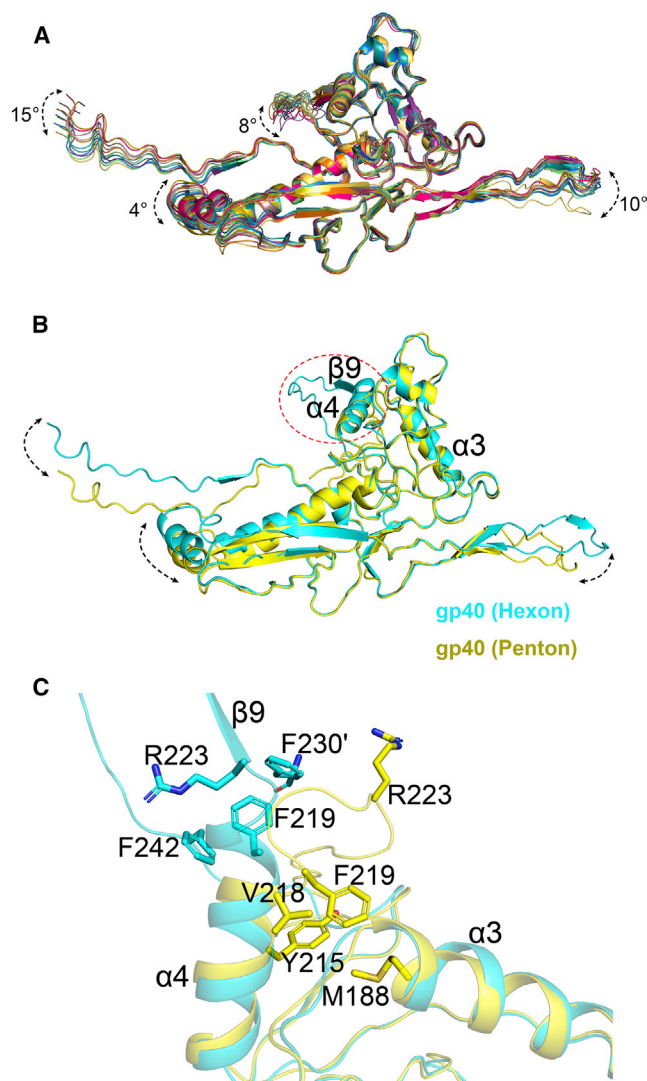 A
15°
8°
4°
10°
B
β9
α4
α3
gp40 (Hexon)
gp40 (Penton)
C
β9
R223
F230'
R223
F219
F242
F219
V218
α3
α4
Y215
M188